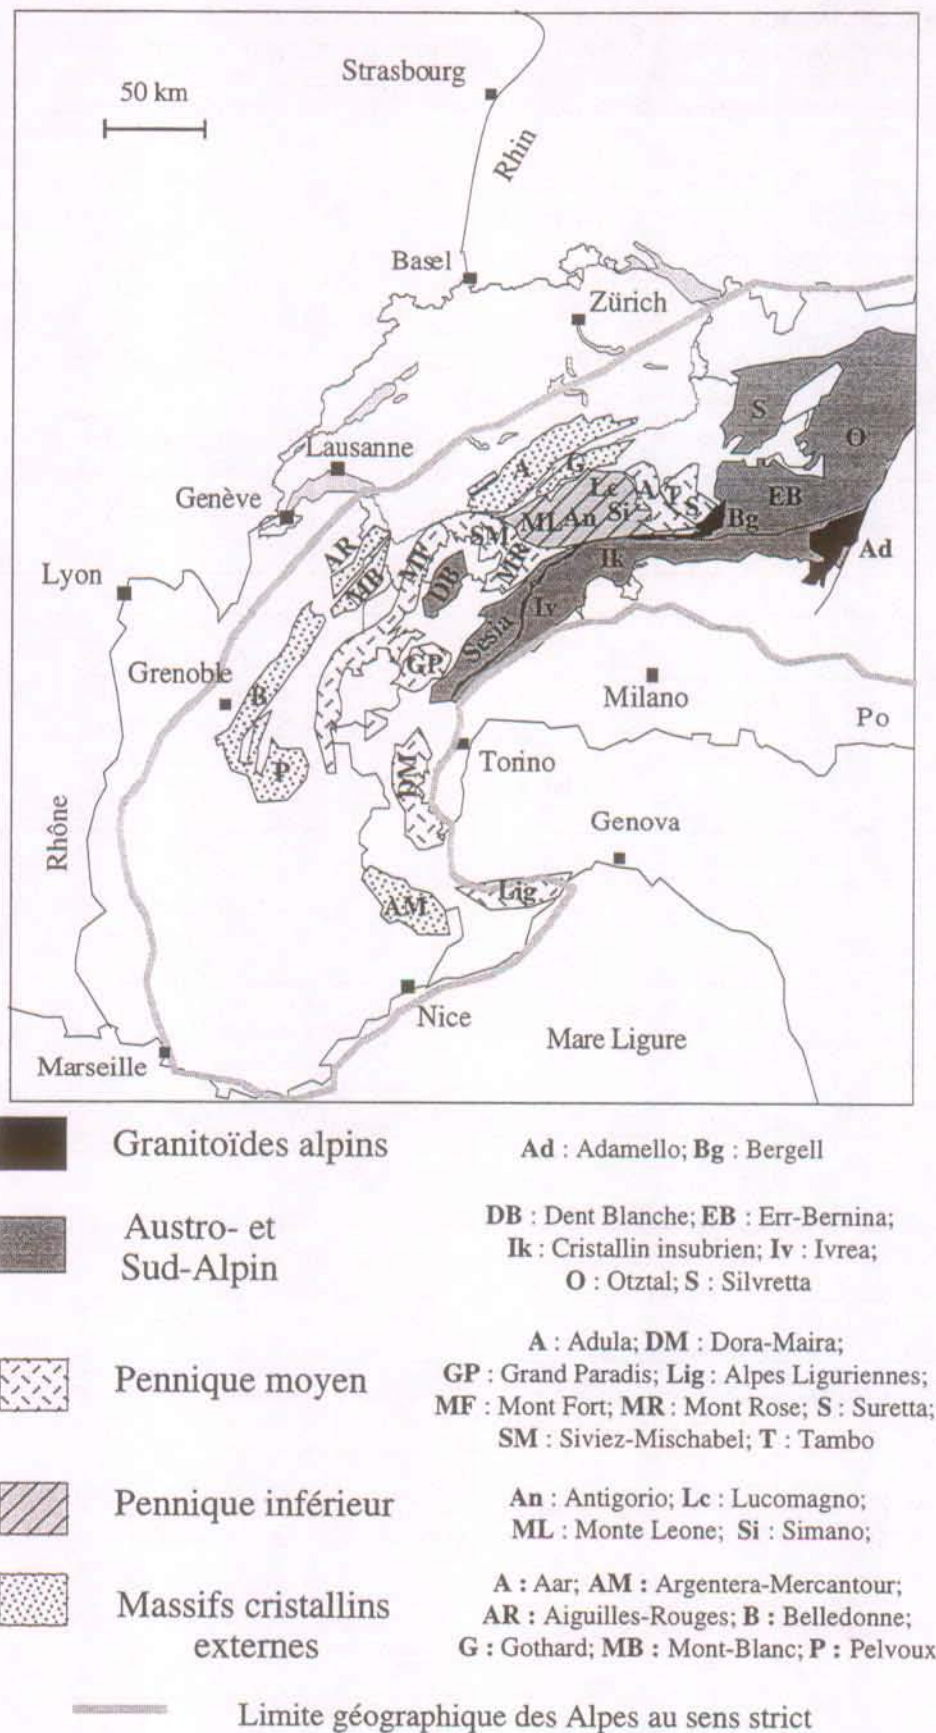 Strasbourg
50 km
Rhin
Basel
Zürich
S
O
Lausanne
A
G
Lc
A
T
S
EB
Genève
ML
An
Si
Bg
SM
AR
MF
MR
Ik
Ad
MB
DB
Lyon
Iv
Sesia
GP
Grenoble
B
Milano
Po
P
DM
Torino
Rhône
Genova
Lig
AM
Nice
Mare Ligure
Marseille
Granitoïdes alpins
Ad : Adamello; Bg : Bergell
Austro- et
Sud-Alpin
DB : Dent Blanche; EB : Err-Bernina;
Ik : Cristallin insubrien; Iv : Ivrea;
O : Otztal; S : Silvretta
Pennique moyen
A : Adula; DM : Dora-Maira;
GP : Grand Paradis; Lig : Alpes Liguriennes;
MF : Mont Fort; MR : Mont Rose; S : Suretta;
SM : Siviez-Mischabel; T : Tambo
Pennique inférieur
An : Antigorio; Lc : Lucomagno;
ML : Monte Leone; Si : Simano;
Massifs cristallins
externes
A : Aar; AM : Argentera-Mercantour;
AR : Aiguilles-Rouges; B : Belledonne;
G : Gothard; MB : Mont-Blanc; P : Pelvoux
Limite géographique des Alpes au sens strict